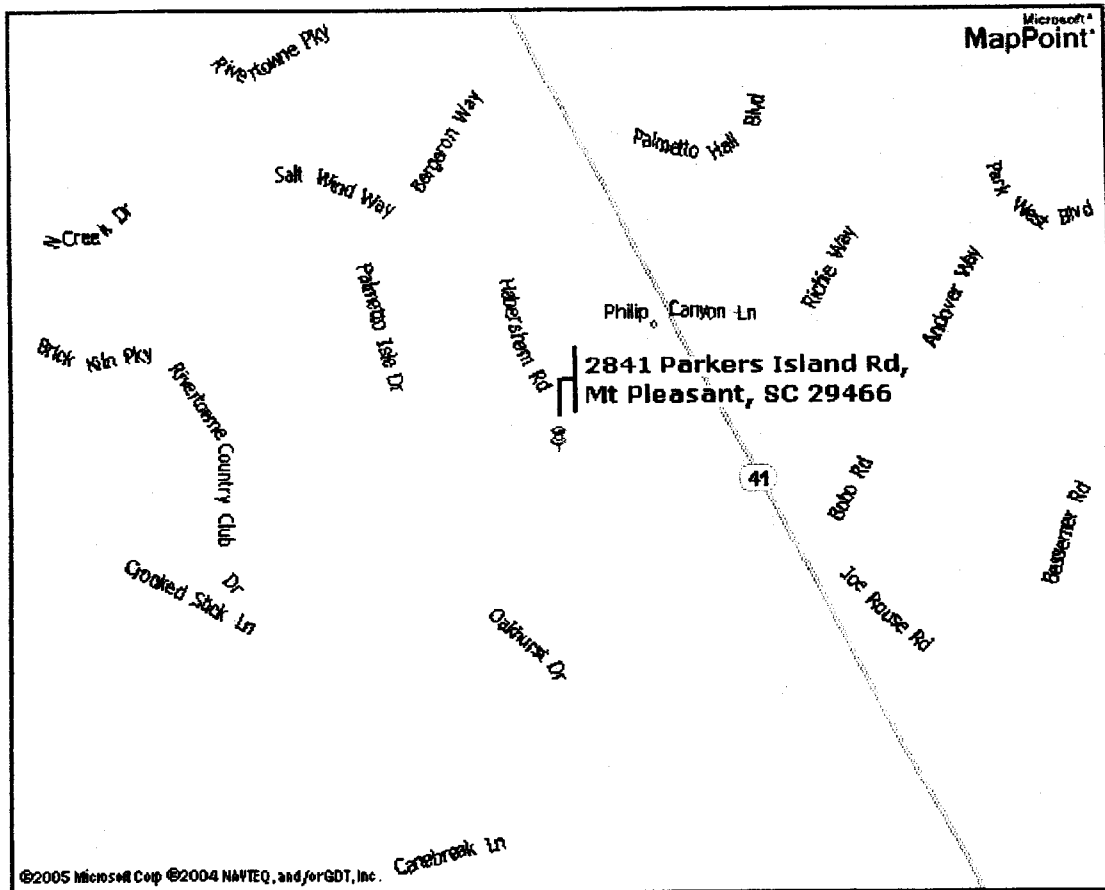 Microsoft®
MapPoint®
Rivertowne Pky
Bergeron Way
Palmetto Hall Blvd
Salt Wind Way
Park West Blvd
N Creek Dr
Richie Way
Andover Way
Palmetto Isle Dr
Habersham Rd
Philip
Canyon Ln
Brick Kiln Pky
2841 Parkers Island Rd,
Mt Pleasant, SC 29466
Rivertowne Country Club Dr
41
Bobo Rd
Bessemer Rd
Crooked Stick Ln
Joe Rouse Rd
Oakhurst Dr
Canebreak Ln
©2005 Microsoft Corp ©2004 NAVTEQ, and/or GDT, Inc.